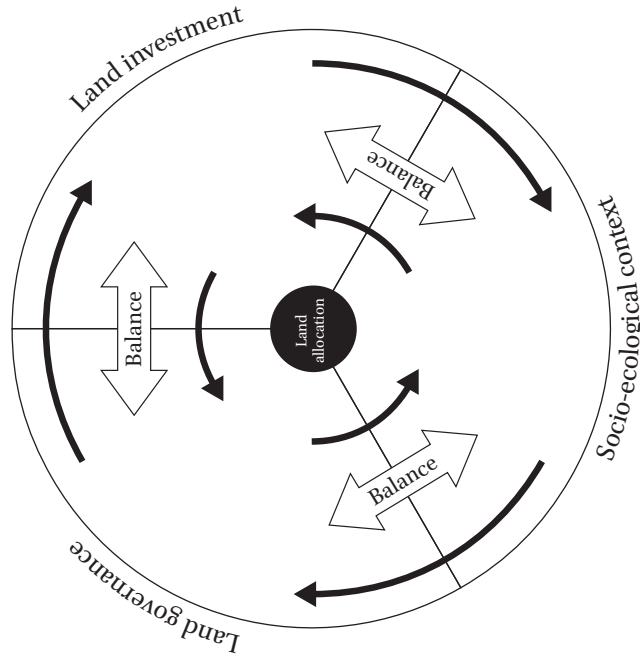 Land investment
Balance
Socio-ecological context
Balance
Land
allocation
Balance
Land governance